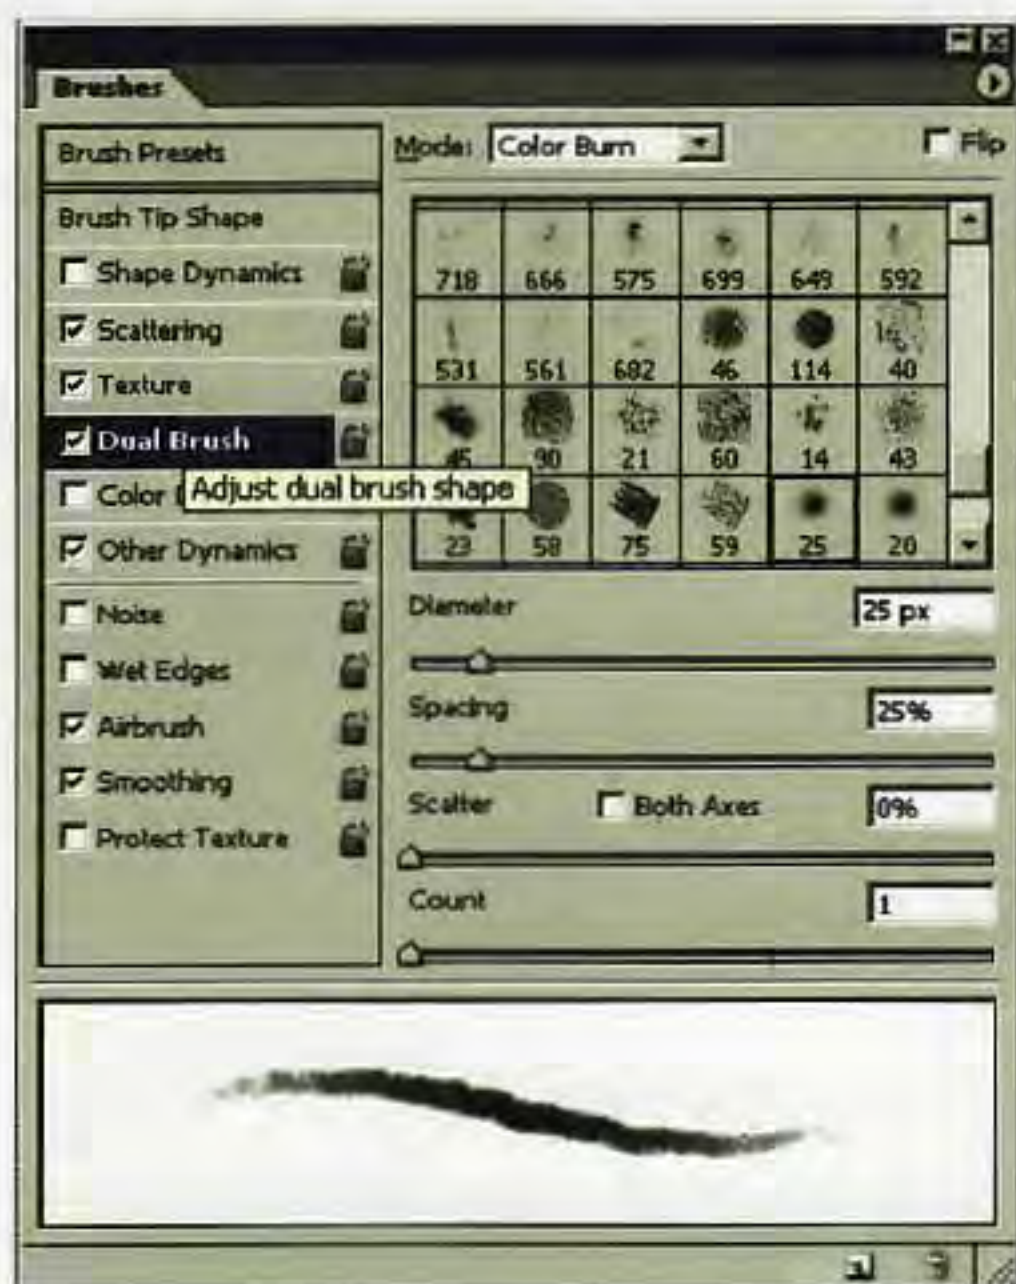 Brushes
Brush Presets
Mode: Color Burn
Flip
Brush Tip Shape
Shape Dynamics
Scattering
Texture
Dual Brush
Color
Adjust dual brush shape
Other Dynamics
Noise
Wet Edges
Airbrush
Smoothing
Protect Texture
718 666 575 699 649 592
531 561 682 46 114 40
45 90 21 60 14 43
23 58 75 59 25 20
Diameter 25 px
Spacing 25%
Scatter Both Axes 0%
Count 1